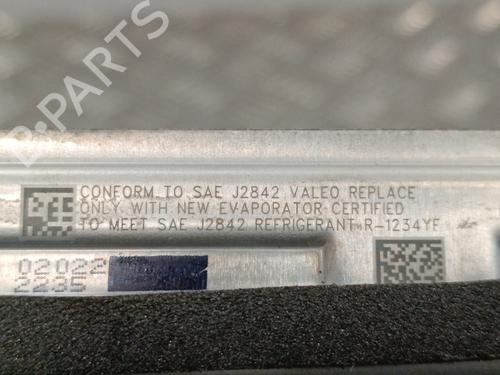 B-Parts
CONFORM TO SAE J2842 VALEO REPLACE
ONLY WITH NEW EVAPORATOR CERTIFIED
TO MEET SAE J2842 REFRIGERANT R-1234YF
02022
2235